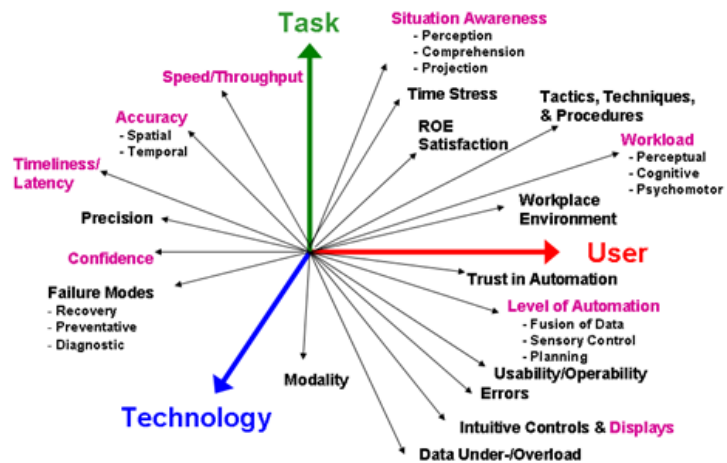 Task
Situation Awareness
- Perception
- Comprehension
- Projection
Speed/Throughput
Time Stress
Tactics, Techniques,
& Procedures
Accuracy
- Spatial
- Temporal
ROE
Satisfaction
Workload
- Perceptual
- Cognitive
- Psychomotor
Timeliness/
Latency
Precision
Workplace
Environment
Confidence
User
Trust in Automation
Failure Modes
- Recovery
- Preventative
- Diagnostic
Level of Automation
- Fusion of Data
- Sensory Control
- Planning
Modality
Usability/Operability
Errors
Technology
Intuitive Controls & Displays
Data Under-/Overload